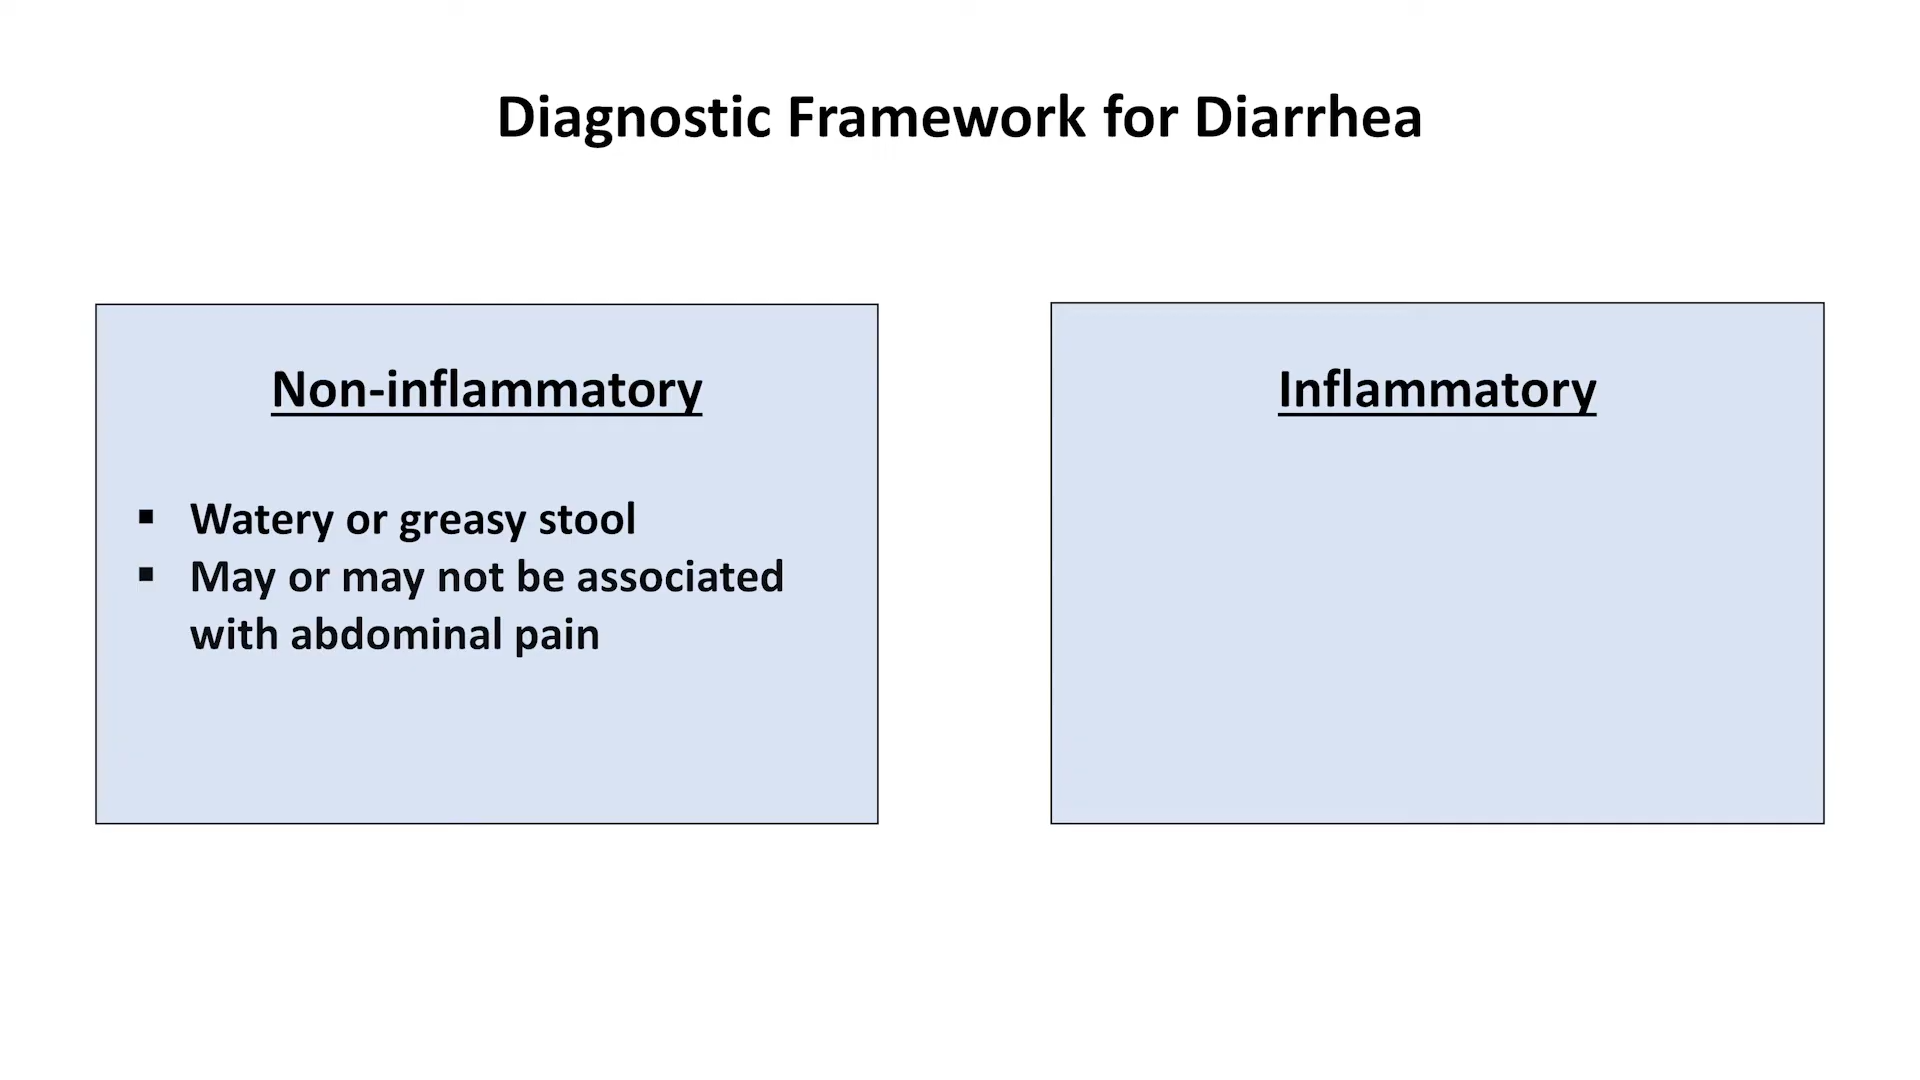 Diagnostic Framework for Diarrhea
Non-inflammatory
▪ Watery or greasy stool
▪ May or may not be associated
with abdominal pain
Inflammatory